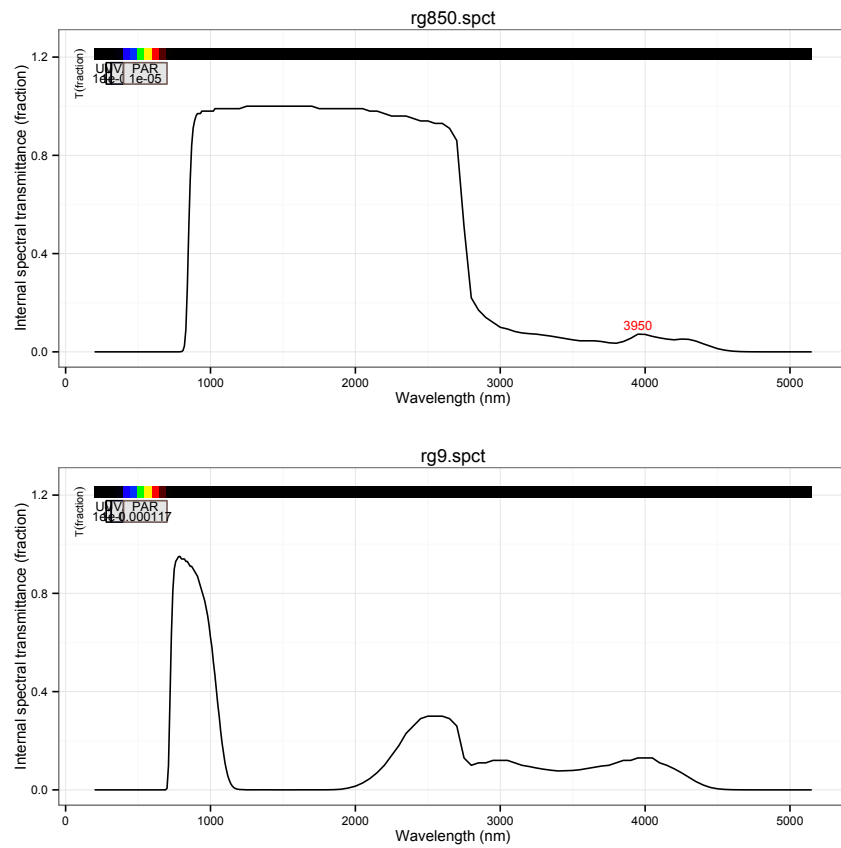 rg850.spct
T(fraction)
PAR
1e-05
Internal spectral transmittance (fraction)
1.2
0.8
0.4
0.0
3950
0 1000 2000 3000 4000 5000
Wavelength (nm)
rg9.spct
T(fraction)
PAR
0.000117
Internal spectral transmittance (fraction)
1.2
0.8
0.4
0.0
0 1000 2000 3000 4000 5000
Wavelength (nm)